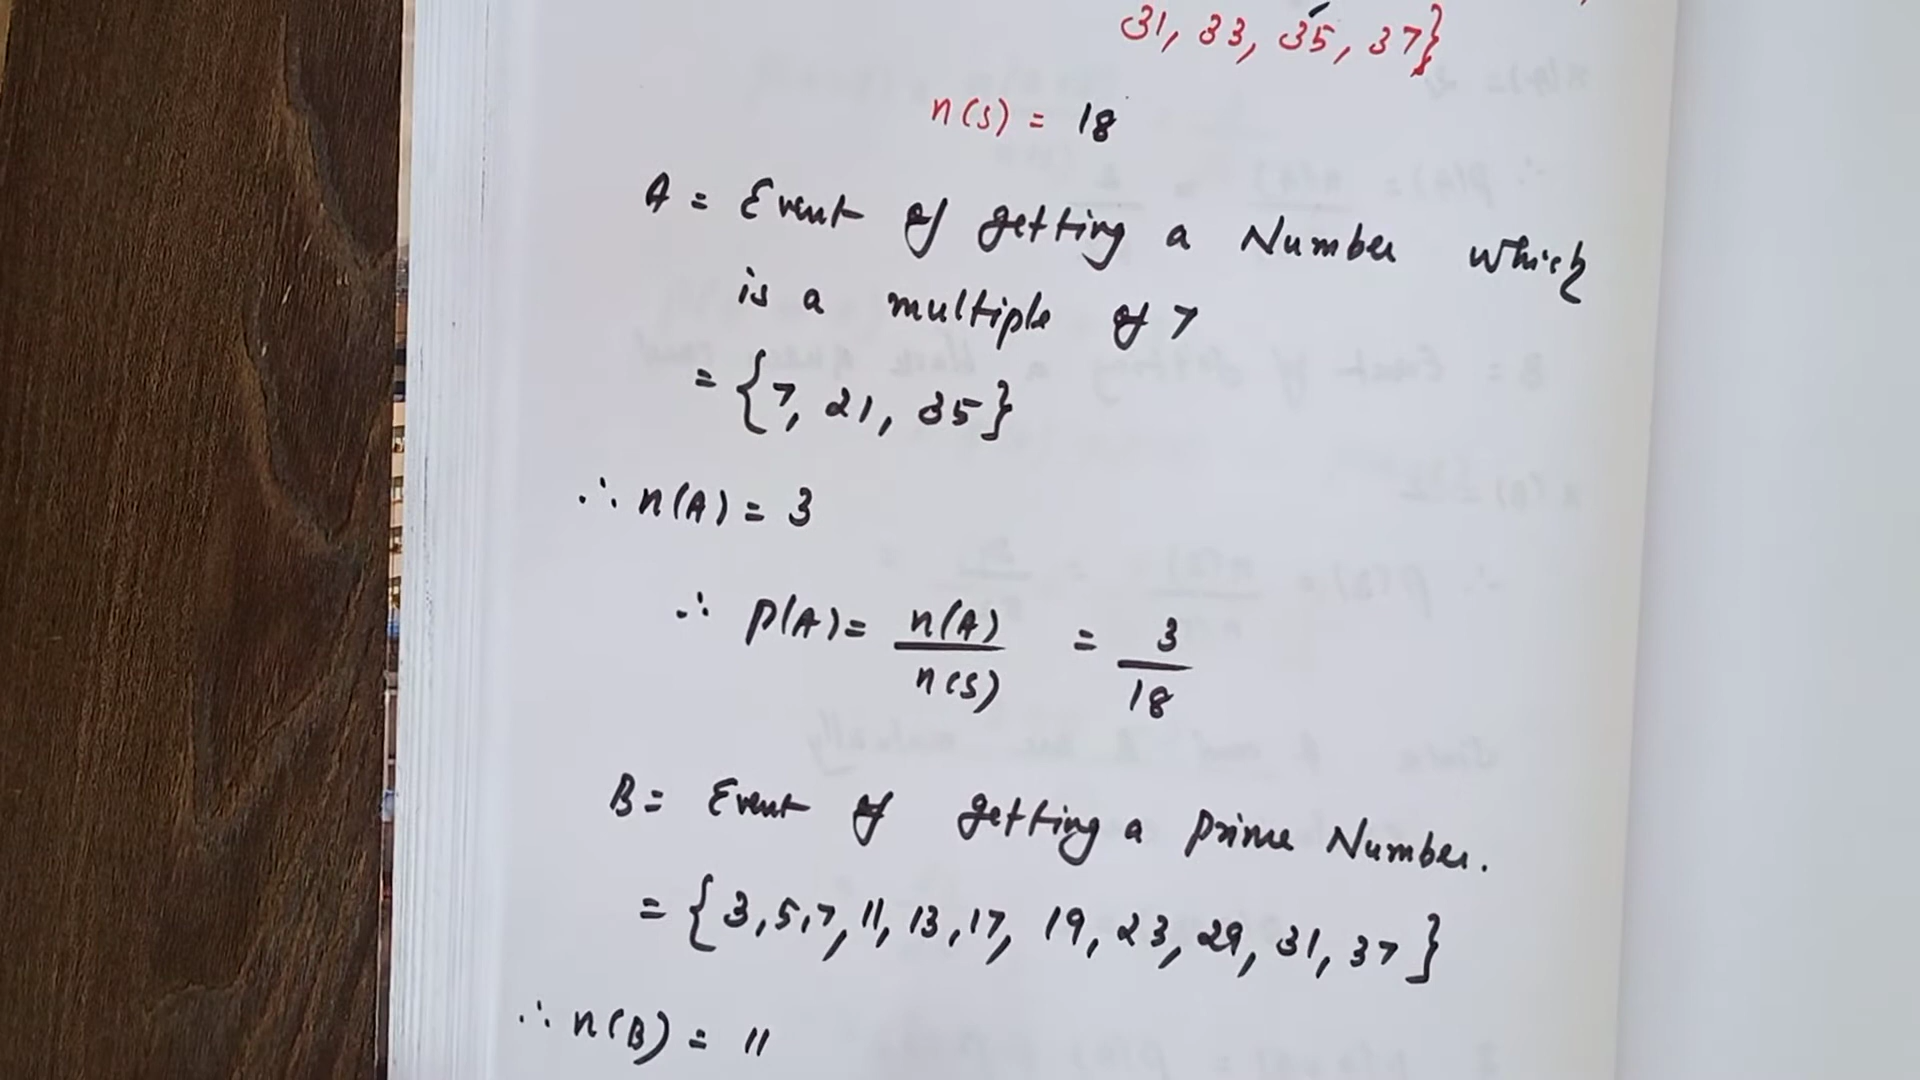 31, 33, 35, 37}
n(S) = 18
A = Event of getting a Number which
is a multiple of 7
= {7, 21, 35}
∴ n(A) = 3
∴ P(A) = n(A)/n(S) = 3/18
B = Event of getting a prime Number.
= {3,5,7,11,13,17, 19, 23, 29, 31, 37}
∴ n(B) = 11